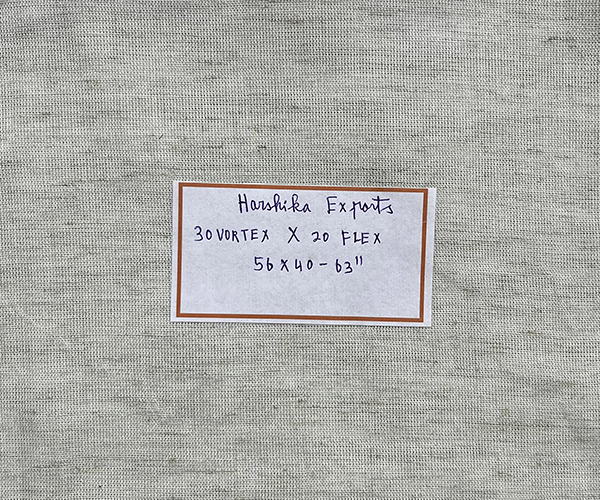 Harshika Exports
30 VORTEX X 20 FLEX
56 X 40 - 63"